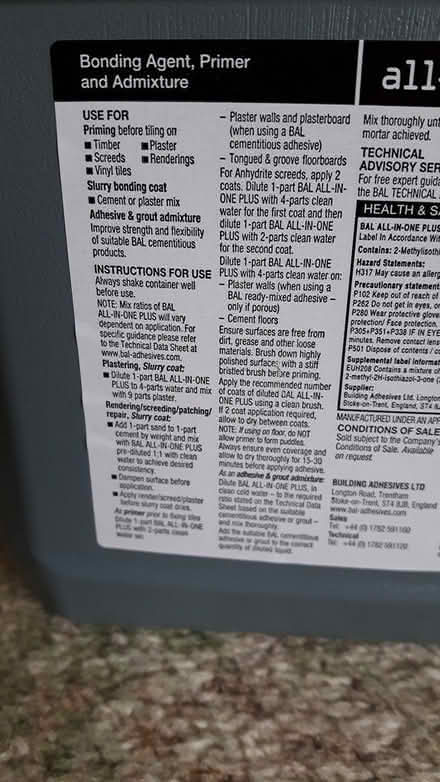 Bonding Agent, Primer
and Admixture
all-
USE FOR
Priming before tiling on
■ Timber ■ Plaster
■ Screeds ■ Renderings
■ Vinyl tiles
Slurry bonding coat
■ Cement or plaster mix
Adhesive & grout admixture
Improve strength and flexibility
of suitable BAL cementitious
products.
INSTRUCTIONS FOR USE
Always shake container well
before use.
NOTE: Mix ratios of BAL
ALL-IN-ONE PLUS will vary
dependent on application. For
specific guidance please refer
to the Technical Data Sheet at
www.bal-adhesives.com.
Plastering, Slurry coat:
■ Dilute 1-part BAL ALL-IN-ONE
PLUS to 4-parts water and mix
with 9 parts plaster.
Rendering/screeding/patching/
repair, Slurry coat:
■ Add 1-part sand to 1-part
cement by weight and mix
with BAL ALL-IN-ONE PLUS
pre-diluted 1:1 with clean
water to achieve desired
consistency.
■ Dampen surface before
application.
■ Apply render/screed/plaster
before slurry coat dries.
As primer prior to fixing tiles
Dilute 1-part BAL ALL-IN-ONE
PLUS with 2-parts clean
water on:
– Plaster walls and plasterboard
(when using a BAL
cementitious adhesive)
– Tongued & groove floorboards
For Anhydrite screeds, apply 2
coats. Dilute 1-part BAL ALL-IN-
ONE PLUS with 4-parts clean
water for the first coat and then
dilute 1-part BAL ALL-IN-ONE
PLUS with 2-parts clean water
for the second coat.
Dilute 1-part BAL ALL-IN-ONE
PLUS with 4-parts clean water on:
– Plaster walls (when using a
BAL ready-mixed adhesive –
only if porous)
– Cement floors
Ensure surfaces are free from
dirt, grease and other loose
materials. Brush down highly
polished surfaces with a stiff
bristled brush before priming.
Apply the recommended number
of coats of diluted BAL ALL-IN-
ONE PLUS using a clean brush.
If 2 coat application required,
allow to dry between coats.
NOTE: If using on floor, do NOT
allow primer to form puddles.
Always ensure even coverage and
allow to dry thoroughly for 15-30
minutes before applying adhesive.
As an adhesive & grout admixture:
Dilute BAL ALL-IN-ONE PLUS, in
clean cold water – to the required
ratio stated on the Technical Data
Sheet based on the suitable
cementitious adhesive or grout –
and mix thoroughly.
Add the suitable BAL cementitious
adhesive or grout to the correct
quantity of diluted liquid.
Mix thoroughly unt
mortar achieved.
TECHNICAL
ADVISORY SER
For free expert guida
the BAL TECHNICAL
HEALTH & S
BAL ALL-IN-ONE PLUS
Label In Accordance Wit
Contains: 2-Methylisothi
Hazard Statements:
H317 May cause an allerg
Precautionary statement
P102 Keep out of reach of
P262 Do not get in eyes, or
P280 Wear protective glove
protection/ Face protection.
P305+P351+P338 IF IN EYE
minutes. Remove contact lens
P501 Dispose of contents / co
Supplemental label informat
EUH208 Contains a mixture of
2-methyl-2H-isothiazol-3-one (
Supplier:
Building Adhesives Ltd, Longton
Stoke-on-Trent, England, ST4 8
MANUFACTURED UNDER AN APP
CONDITIONS OF SALE
Sold subject to the Company's
Conditions of Sale. Available
on request.
BUILDING ADHESIVES LTD.
Longton Road, Trentham
Stoke-on-Trent, ST4 8JB, England
www.bal-adhesives.com
Sales
Tel: +44 (0) 1782 591100
Technical
Tel: +44 (0) 1782 591120